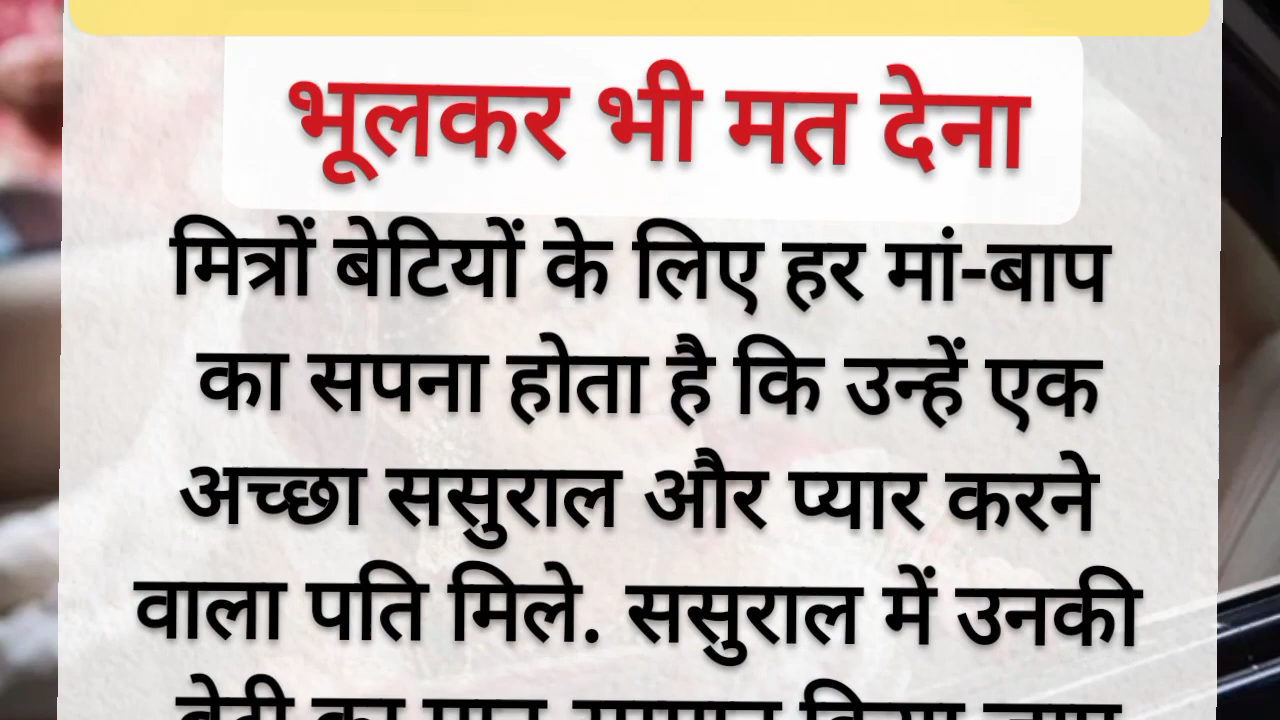 भूलकर भी मत देना
मित्रों बेटियों के लिए हर मां-बाप
का सपना होता है कि उन्हें एक
अच्छा ससुराल और प्यार करने
वाला पति मिले. ससुराल में उनकी